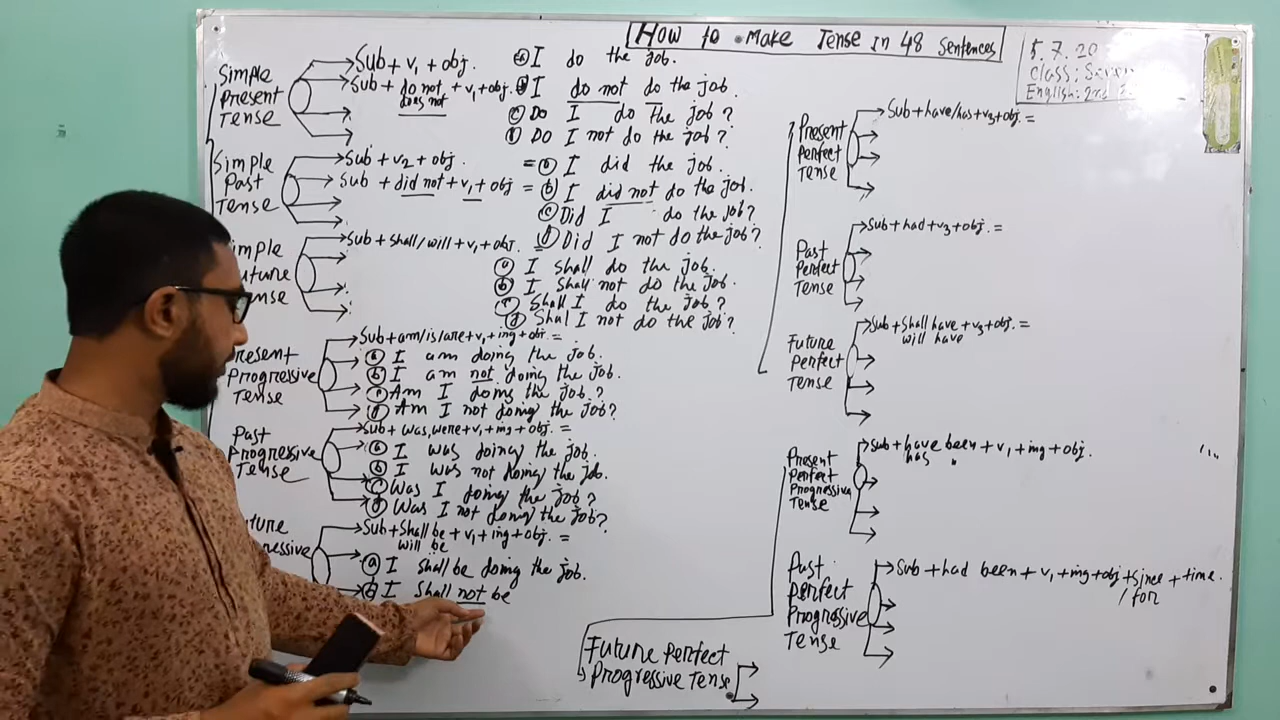 How to Make Tense In 48 Sentences
5.7.20
Class: Seven
English: 2nd
Simple Present Tense
Sub + v1 + obj.
Sub + do not + v1 + obj.
does not
ⓐ I do the job.
ⓑ I do not do the job.
ⓒ Do I do the job?
ⓓ Do I not do the job?
Simple Past Tense
Sub + v2 + obj.
Sub + did not + v1 + obj
= ⓐ I did the job.
= ⓑ I did not do the job.
ⓒ Did I do the job?
ⓓ Did I not do the job?
Simple Future Tense
Sub + Shall/will + v1 + obj. =
ⓐ I Shall do the job.
ⓑ I Shall not do the job.
ⓒ Shall I do the job?
ⓓ Shal I not do the job?
Present Progressive Tense
Sub + am/is/are + v1 + ing + obj. =
ⓐ I am doing the job.
ⓑ I am not doing the job.
ⓒ Am I doing the job?
ⓓ Am I not doing the job?
Past Progressive Tense
Sub + was, were + v1 + ing + obj. =
ⓐ I was doing the job.
ⓑ I was not doing the job.
ⓒ Was I doing the job?
ⓓ Was I not doing the job?
Sub + Shall be + v1 + ing + obj. =
will be
ⓐ I shall be doing the job.
I Shall not be
Present Perfect Tense
Sub + have/has + v3 + obj. =
Past Perfect Tense
Sub + had + v3 + obj. =
Future Perfect Tense
Sub + Shall have + v3 + obj. =
will have
Present Perfect Progressive Tense
Sub + have been + v1 + ing + obj.
has
Past Perfect Progressive Tense
Sub + had been + v1 + ing + obj + since + time.
/ for
Future Perfect
Progressive Tense